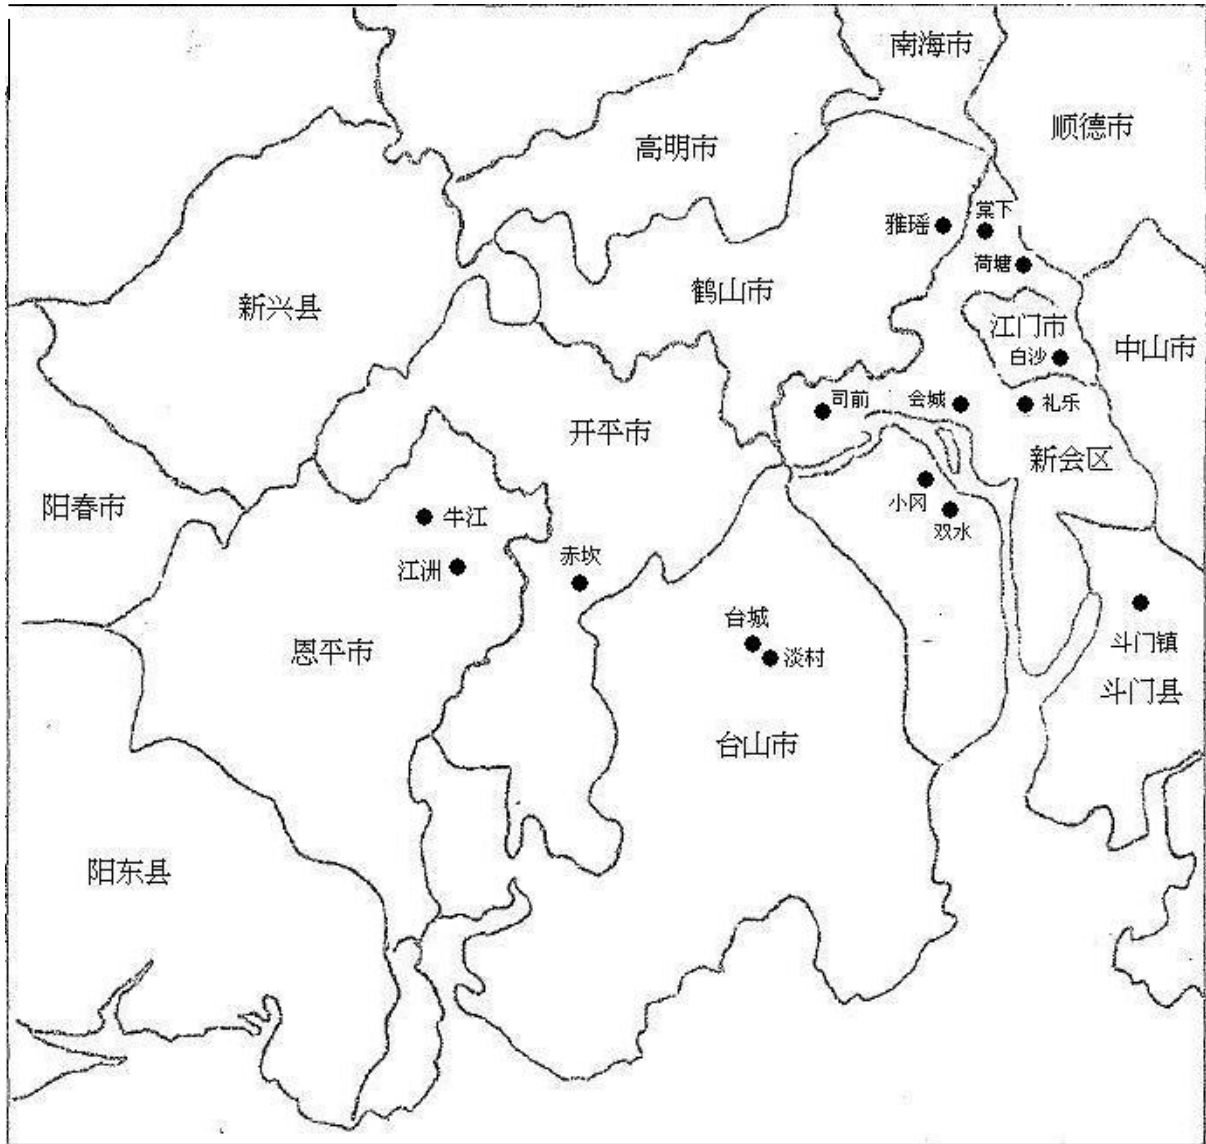 南海市
顺德市
高明市
棠下
雅瑶
荷塘
鹤山市
新兴县
江门市
中山市
白沙
司前
会城
礼乐
开平市
新会区
阳春市
小冈
牛江
双水
赤坎
江洲
台城
斗门镇
恩平市
淡村
斗门县
台山市
阳东县